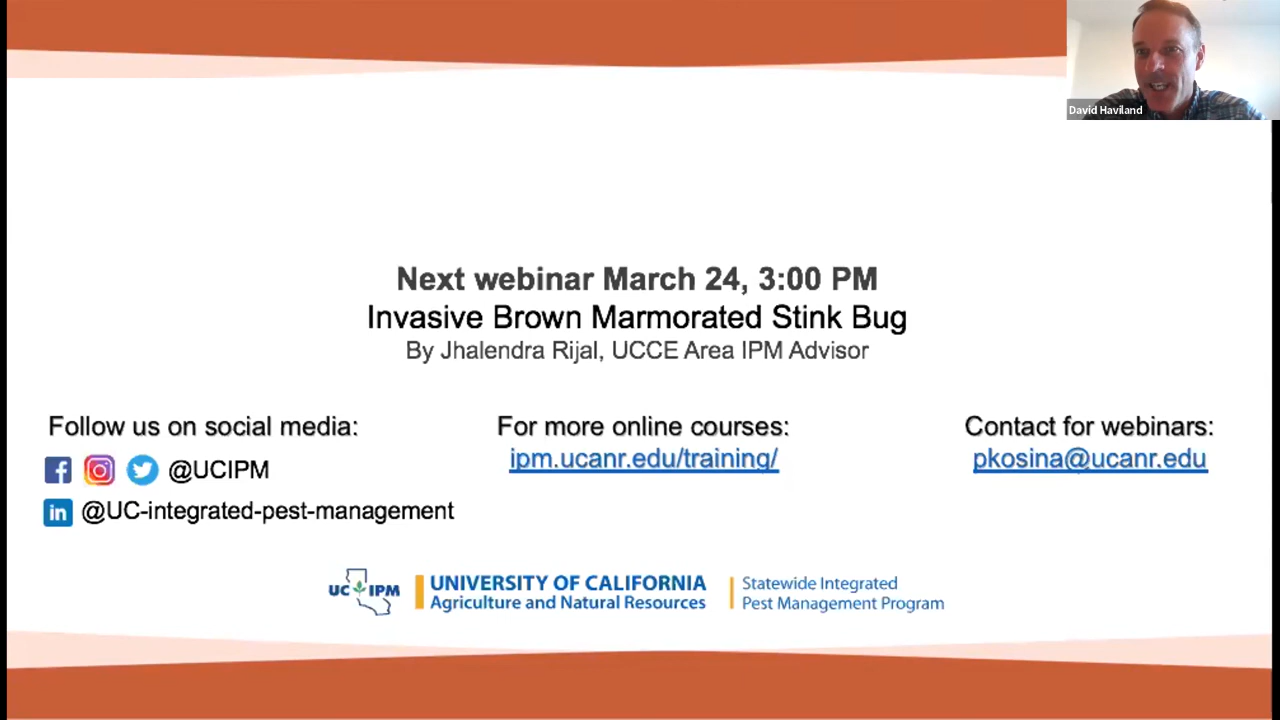 David Haviland
Next webinar March 24, 3:00 PM
Invasive Brown Marmorated Stink Bug
By Jhalendra Rijal, UCCE Area IPM Advisor
Follow us on social media:
@UCIPM
in @UC-integrated-pest-management
For more online courses:
ipm.ucanr.edu/training/
Contact for webinars:
pkosina@ucanr.edu
UC IPM
UNIVERSITY OF CALIFORNIA
Agriculture and Natural Resources
Statewide Integrated
Pest Management Program